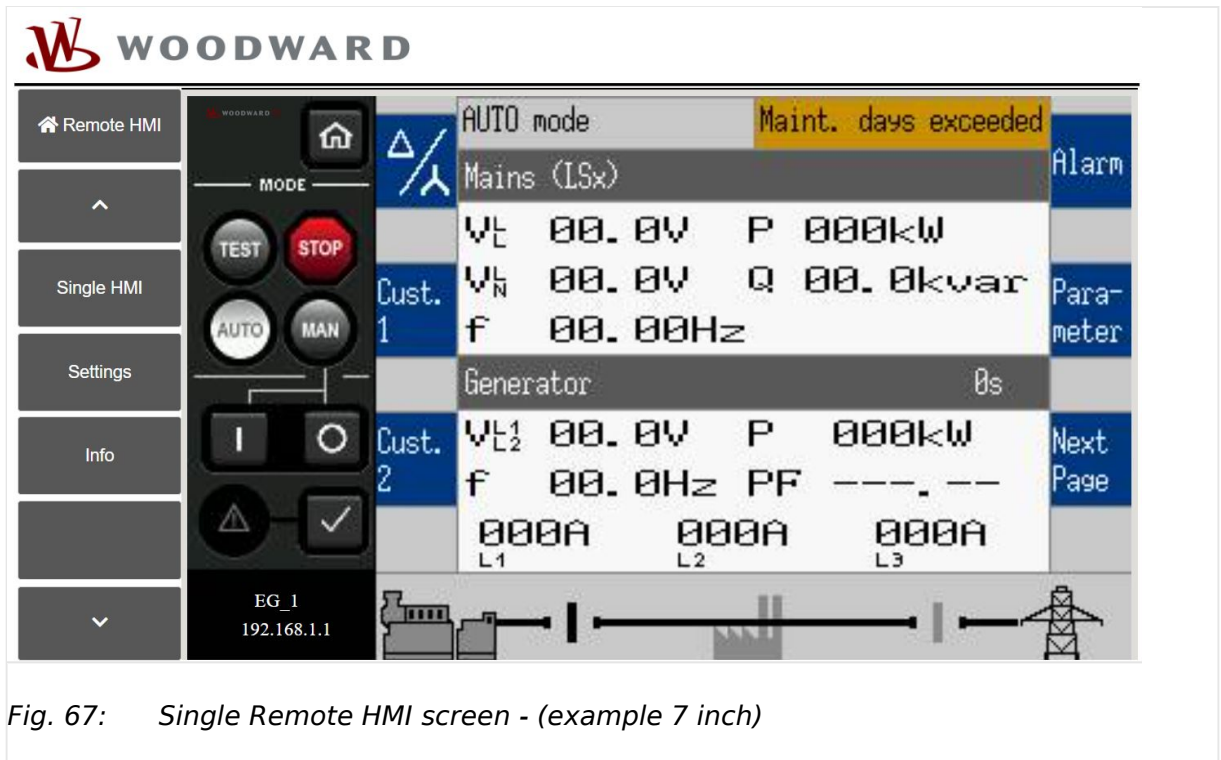 WOODWARD
Remote HMI
Single HMI
Settings
Info
WOODWARD
MODE
TEST STOP
AUTO MAN
I O
EG_1
192.168.1.1
Cust.
1
Cust.
2
AUTO mode Maint. days exceeded
Mains (LSx)
VLL 00.0V P 000kW
VLN 00.0V Q 00.0kvar
f 00.00Hz
Generator 0s
VL1L2 00.0V P 000kW
f 00.0Hz PF ---.--
000A 000A 000A
L1 L2 L3
Alarm
Para-
meter
Next
Page
Fig. 67: Single Remote HMI screen - (example 7 inch)